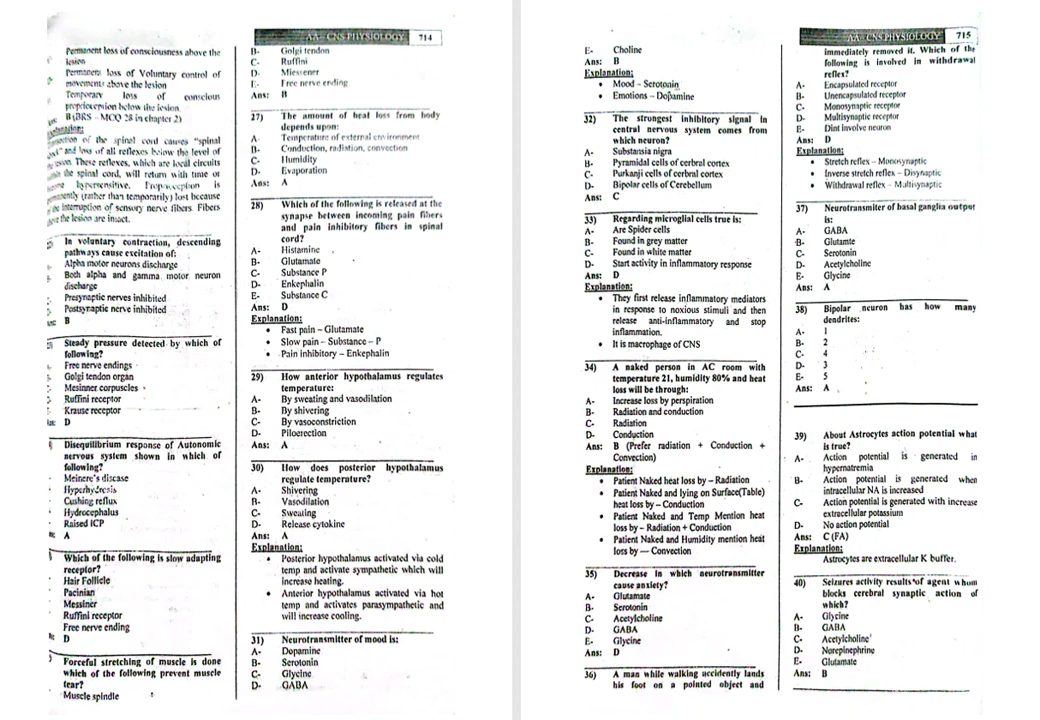 AA - CNS PHYSIOLOGY 714
Permanent loss of consciousness above the
lesion
Permanent loss of Voluntary control of
movements above the lesion
Temporary loss of conscious
proprioception below the lesion
B (BRS - MCQ 28 in chapter 2)
of the spinal cord causes "spinal
and loss of all reflexes below the level of
These reflexes, which are local circuits
the spinal cord, will return with time or
hypersensitive. Proprioception is
(rather than temporarily) lost because
interruption of sensory nerve fibers. Fibers
the lesion are intact.
In voluntary contraction, descending
pathways cause excitation of:
Alpha motor neurons discharge
Both alpha and gamma motor neuron
discharge
Presynaptic nerves inhibited
Postsynaptic nerve inhibited
B
Steady pressure detected by which of
following?
Free nerve endings
Golgi tendon organ
Mesinner corpuscles
Ruffini receptor
Krause receptor
D
Disequilibrium response of Autonomic
nervous system shown in which of
following?
Meinere's disease
Hyperhydrosis
Cushing reflux
Hydrocephalus
Raised ICP
A
Which of the following is slow adapting
receptor?
Hair Follicle
Pacinian
Messiner
Ruffini receptor
Free nerve ending
D
Forceful stretching of muscle is done
which of the following prevent muscle
tear?
Muscle spindle
B- Golgi tendon
C- Ruffini
D- Miessener
E- Free nerve ending
Ans: B
27) The amount of heat loss from body
depends upon:
A- Temperature of external environment
B- Conduction, radiation, convection
C- Humidity
D- Evaporation
Ans: A
28) Which of the following is released at the
synapse between incoming pain fibers
and pain inhibitory fibers in spinal
cord?
A- Histamine
B- Glutamate
C- Substance P
D- Enkephalin
E- Substance C
Ans: D
Explanation:
• Fast pain – Glutamate
• Slow pain – Substance – P
• Pain inhibitory – Enkephalin
29) How anterior hypothalamus regulates
temperature:
A- By sweating and vasodilation
B- By shivering
C- By vasoconstriction
D- Piloerection
Ans: A
30) How does posterior hypothalamus
regulate temperature?
A- Shivering
B- Vasodilation
C- Sweating
D- Release cytokine
Ans: A
Explanation:
• Posterior hypothalamus activated via cold
temp and activate sympathetic which will
increase heating.
• Anterior hypothalamus activated via hot
temp and activates parasympathetic and
will increase cooling.
31) Neurotransmitter of mood is:
A- Dopamine
B- Serotonin
C- Glycine
D- GABA
AA - CNS PHYSIOLOGY 715
E- Choline
Ans: B
Explanation:
• Mood – Serotonin
• Emotions – Dopamine
32) The strongest inhibitory signal in
central nervous system comes from
which neuron?
A- Substansia nigra
B- Pyramidal cells of cerbral cortex
C- Purkanji cells of cerbral cortex
D- Bipolar cells of Cerebellum
Ans: C
33) Regarding microglial cells true is:
A- Are Spider cells
B- Found in grey matter
C- Found in white matter
D- Start activity in inflammatory response
Ans: D
Explanation:
• They first release inflammatory mediators
in response to noxious stimuli and then
release anti-inflammatory and stop
inflammation.
• It is macrophage of CNS
34) A naked person in AC room with
temperature 21, humidity 80% and heat
loss will be through:
A- Increase loss by perspiration
B- Radiation and conduction
C- Radiation
D- Conduction
Ans: B (Prefer radiation + Conduction +
Convection)
Explanation:
• Patient Naked heat loss by – Radiation
• Patient Naked and lying on Surface(Table)
heat loss by – Conduction
• Patient Naked and Temp Mention heat
loss by – Radiation + Conduction
• Patient Naked and Humidity mention heat
loss by –– Convection
35) Decrease in which neurotransmitter
cause anxiety?
A- Glutamate
B- Serotonin
C- Acetylcholine
D- GABA
E- Glycine
Ans: D
36) A man while walking accidently lands
his foot on a pointed object and
immediately removed it. Which of the
following is involved in withdrawal
reflex?
A- Encapsulated receptor
B- Unencapsulated receptor
C- Monosynaptic receptor
D- Multisynaptic receptor
E- Dint involve neuron
Ans: D
Explanation:
• Stretch reflex – Monosynaptic
• Inverse stretch reflex – Disynaptic
• Withdrawal reflex – Multisynaptic
37) Neurotransmiter of basal ganglia output
is:
A- GABA
B- Glutamte
C- Scrotonin
D- Acetylcholine
E- Glycine
Ans: A
38) Bipolar neuron has how many
dendrites:
A- 1
B- 2
C- 4
D- 3
E- 5
Ans: A
39) About Astrocytes action potential what
is true?
A- Action potential is generated in
hypernatremia
B- Action potential is generated when
intracellular NA is increased
C- Action potential is generated with increase
extracellular potassium
D- No action potential
Ans: C (FA)
Explanation:
Astrocytes are extracellular K buffer.
40) Seizures activity results of agent whom
blocks cerebral synaptic action of
which?
A- Glycine
B- GABA
C- Acetylcholine
D- Norepinephrine
E- Glutamate
Ans: B